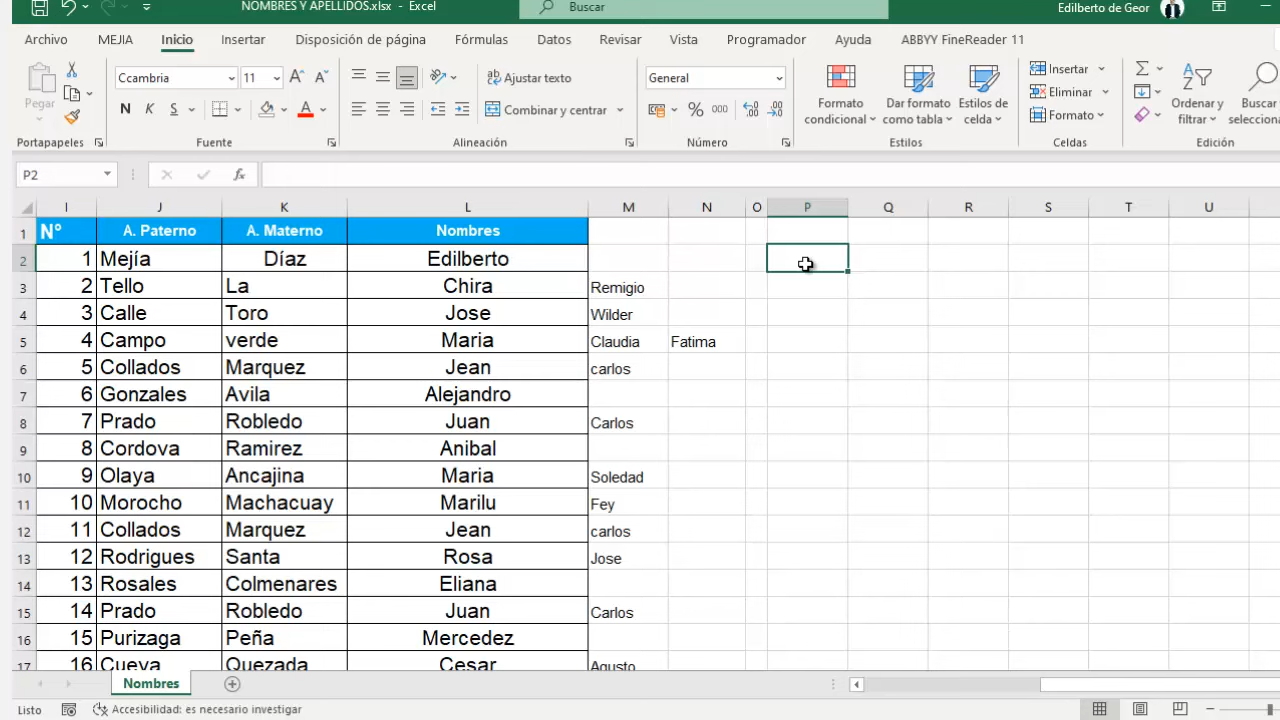 NOMBRES Y APELLIDOS.xlsx - Excel
Buscar
Edilberto de Geor
Archivo MEJIA Inicio Insertar Disposición de página Fórmulas Datos Revisar Vista Programador Ayuda ABBYY FineReader 11
Pegar
Ccambria 11
N K S
Ajustar texto
Combinar y centrar
General
% 000
Formato condicional
Dar formato como tabla
Estilos de celda
Insertar
Eliminar
Formato
Ordenar y filtrar
Buscar selecciona
Portapapeles Fuente Alineación Número Estilos Celdas Edición
P2 fx
I J K L M N O P Q R S T U
1 N° A. Paterno A. Materno Nombres
2 1 Mejía Díaz Edilberto
3 2 Tello La Chira Remigio
4 3 Calle Toro Jose Wilder
5 4 Campo verde Maria Claudia Fatima
6 5 Collados Marquez Jean carlos
7 6 Gonzales Avila Alejandro
8 7 Prado Robledo Juan Carlos
9 8 Cordova Ramirez Anibal
10 9 Olaya Ancajina Maria Soledad
11 10 Morocho Machacuay Marilu Fey
12 11 Collados Marquez Jean carlos
13 12 Rodrigues Santa Rosa Jose
14 13 Rosales Colmenares Eliana
15 14 Prado Robledo Juan Carlos
16 15 Purizaga Peña Mercedez
17 16 Cueva Quezada Cesar Agusto
Nombres
Listo Accesibilidad: es necesario investigar